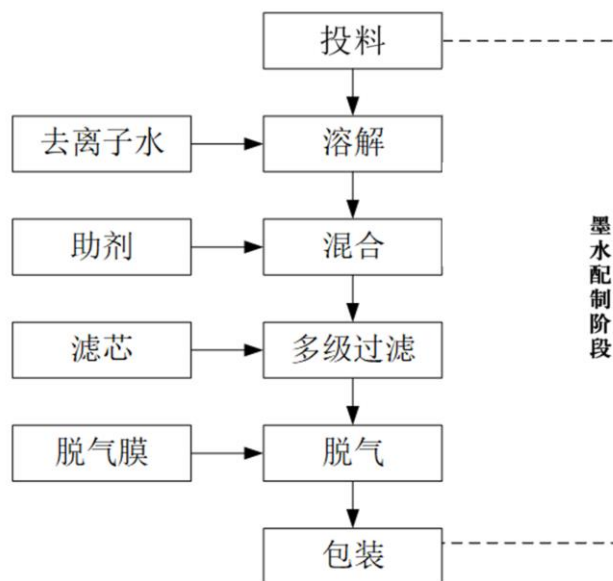 投料
去离子水
溶解
助剂
混合
滤芯
多级过滤
脱气膜
脱气
包装
墨水配制阶段